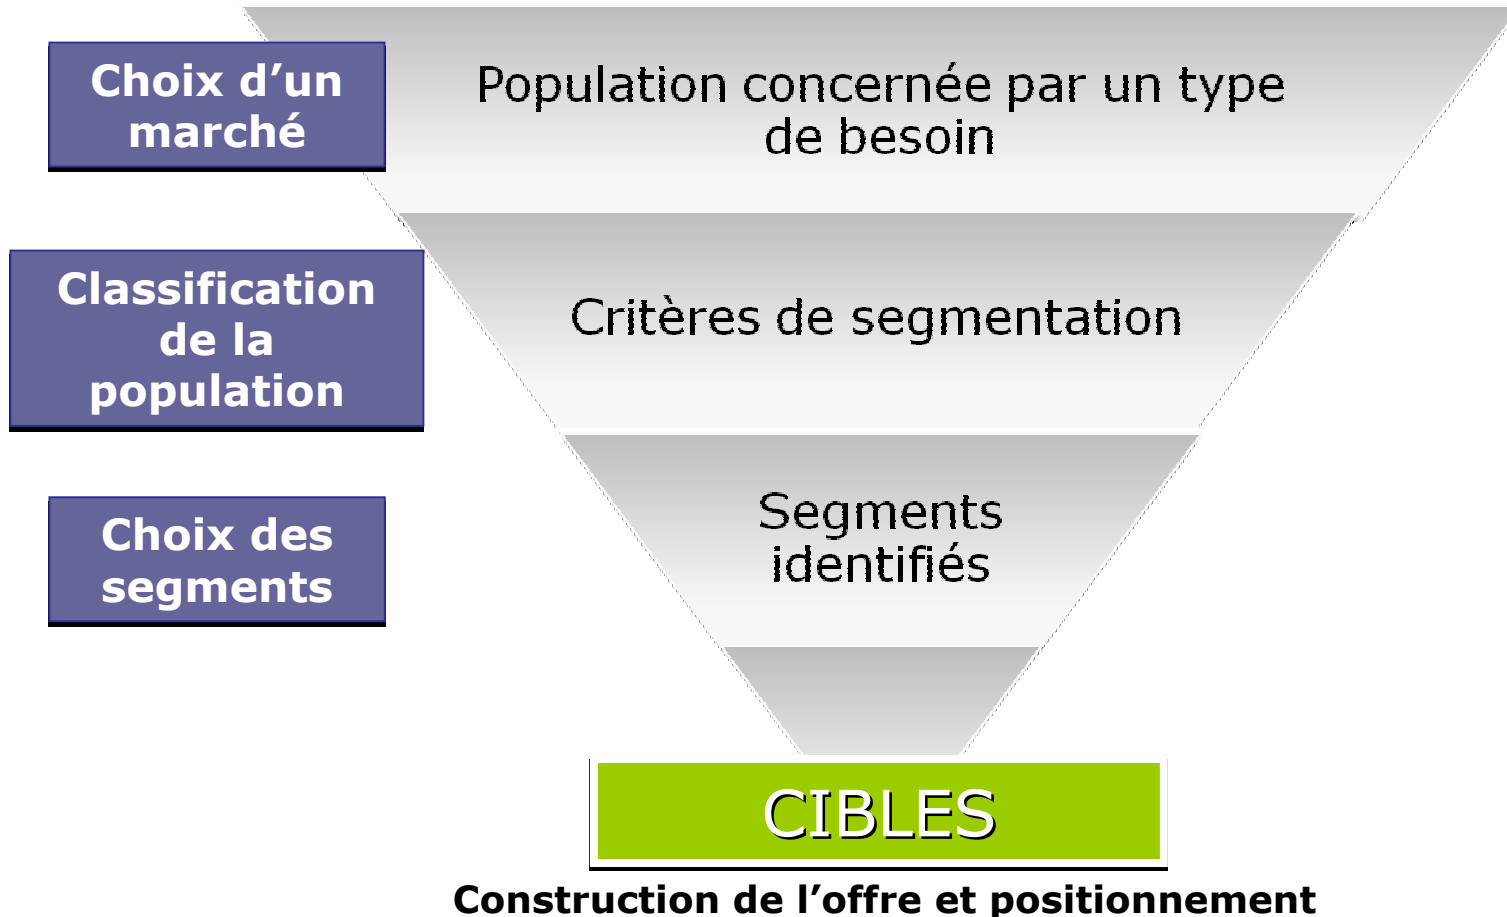 Choix d’un
marché
Population concernée par un type
de besoin
Classification
de la
population
Critères de segmentation
Choix des
segments
Segments
identifiés
CIBLES
Construction de l’offre et positionnement